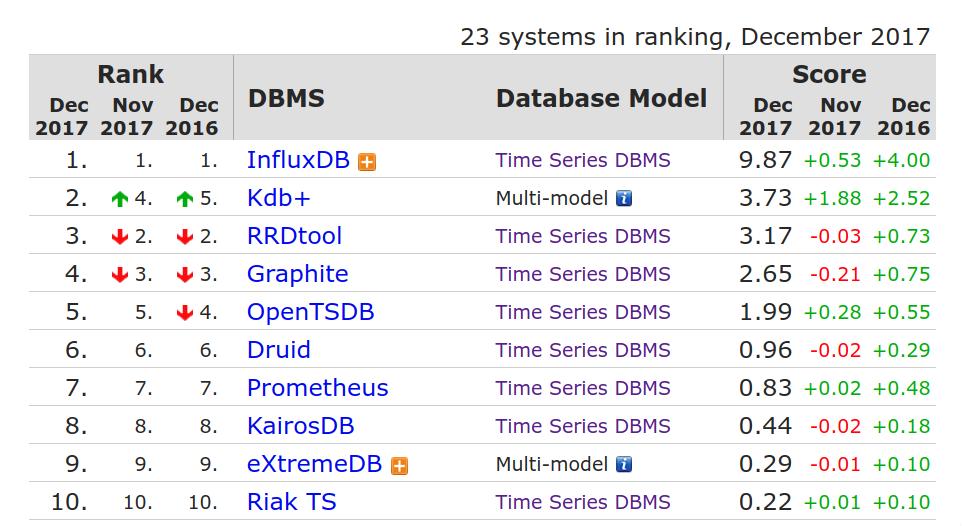 23 systems in ranking, December 2017
Rank Score
DBMS Database Model
Dec Nov Dec Dec Nov Dec
2017 2017 2016 2017 2017 2016
1. 1. 1. InfluxDB Time Series DBMS 9.87 +0.53 +4.00
2. 4. 5. Kdb+ Multi-model 3.73 +1.88 +2.52
3. 2. 2. RRDtool Time Series DBMS 3.17 -0.03 +0.73
4. 3. 3. Graphite Time Series DBMS 2.65 -0.21 +0.75
5. 5. 4. OpenTSDB Time Series DBMS 1.99 +0.28 +0.55
6. 6. 6. Druid Time Series DBMS 0.96 -0.02 +0.29
7. 7. 7. Prometheus Time Series DBMS 0.83 +0.02 +0.48
8. 8. 8. KairosDB Time Series DBMS 0.44 -0.02 +0.18
9. 9. 9. eXtremeDB Multi-model 0.29 -0.01 +0.10
10. 10. 10. Riak TS Time Series DBMS 0.22 +0.01 +0.10